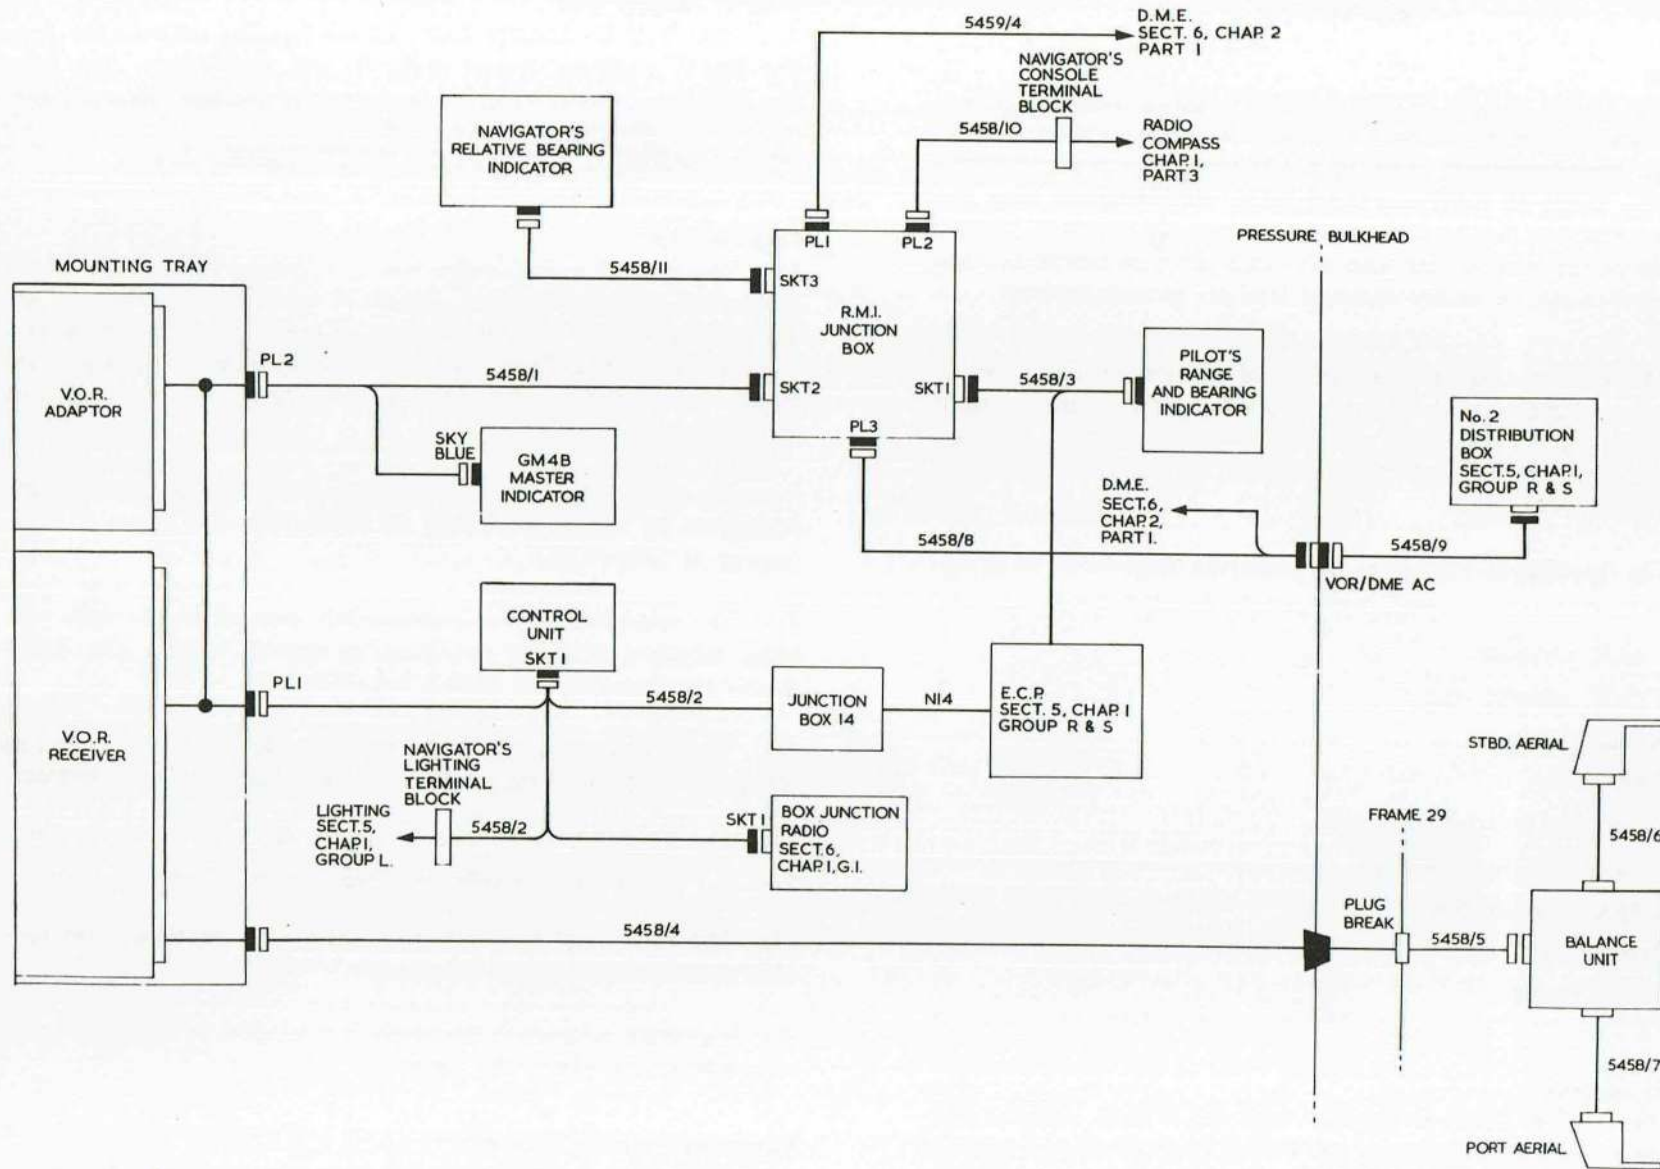 5459/4
D.M.E.
SECT. 6, CHAP. 2
PART 1
NAVIGATOR'S
CONSOLE
TERMINAL
BLOCK
5458/10
RADIO
COMPASS
CHAP. 1,
PART 3
NAVIGATOR'S
RELATIVE BEARING
INDICATOR
PL1
PL2
PRESSURE BULKHEAD
MOUNTING TRAY
5458/11
SKT3
R.M.I.
JUNCTION
BOX
V.O.R.
ADAPTOR
PL2
5458/1
SKT2
SKT1
5458/3
PILOT'S
RANGE
AND BEARING
INDICATOR
PL3
SKY
BLUE
GM4B
MASTER
INDICATOR
No. 2
DISTRIBUTION
BOX
SECT. 5, CHAP. 1,
GROUP R & S
D.M.E.
SECT. 6,
CHAP. 2,
PART 1.
5458/8
5458/9
VOR/DME AC
CONTROL
UNIT
SKT1
PL1
5458/2
JUNCTION
BOX 14
N14
E.C.P.
SECT. 5, CHAP. 1
GROUP R & S
V.O.R.
RECEIVER
NAVIGATOR'S
LIGHTING
TERMINAL
BLOCK
LIGHTING
SECT. 5,
CHAP. 1,
GROUP L.
5458/2
SKT1
BOX JUNCTION
RADIO
SECT. 6,
CHAP. 1, G.1.
STBD. AERIAL
FRAME 29
5458/6
5458/4
PLUG
BREAK
5458/5
BALANCE
UNIT
5458/7
PORT AERIAL